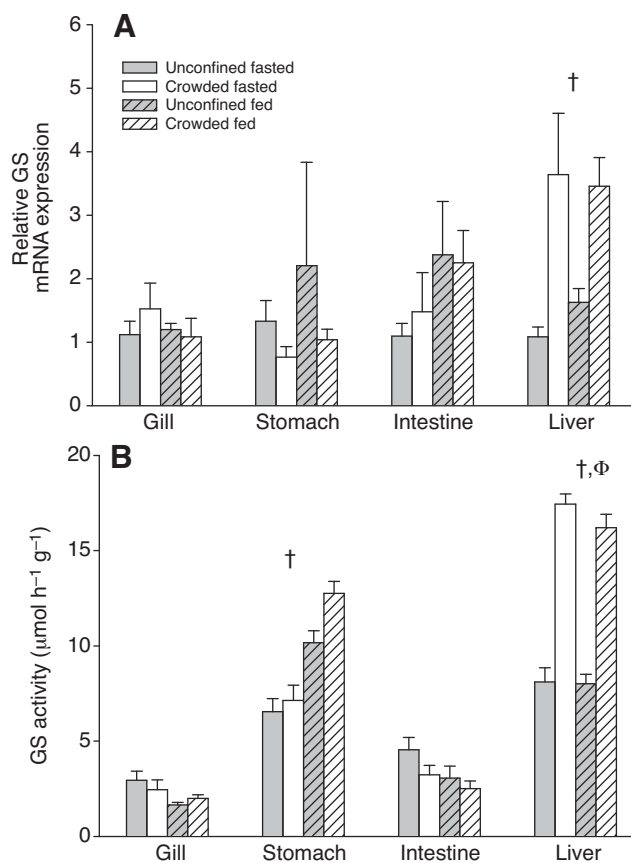 A
Unconfined fasted
Crowded fasted
Unconfined fed
Crowded fed
Relative GS
mRNA expression
6
5
4
3
2
1
0
†
Gill Stomach Intestine Liver
B
GS activity (μmol h−1 g−1)
20
15
10
5
0
†
†,Φ
Gill Stomach Intestine Liver